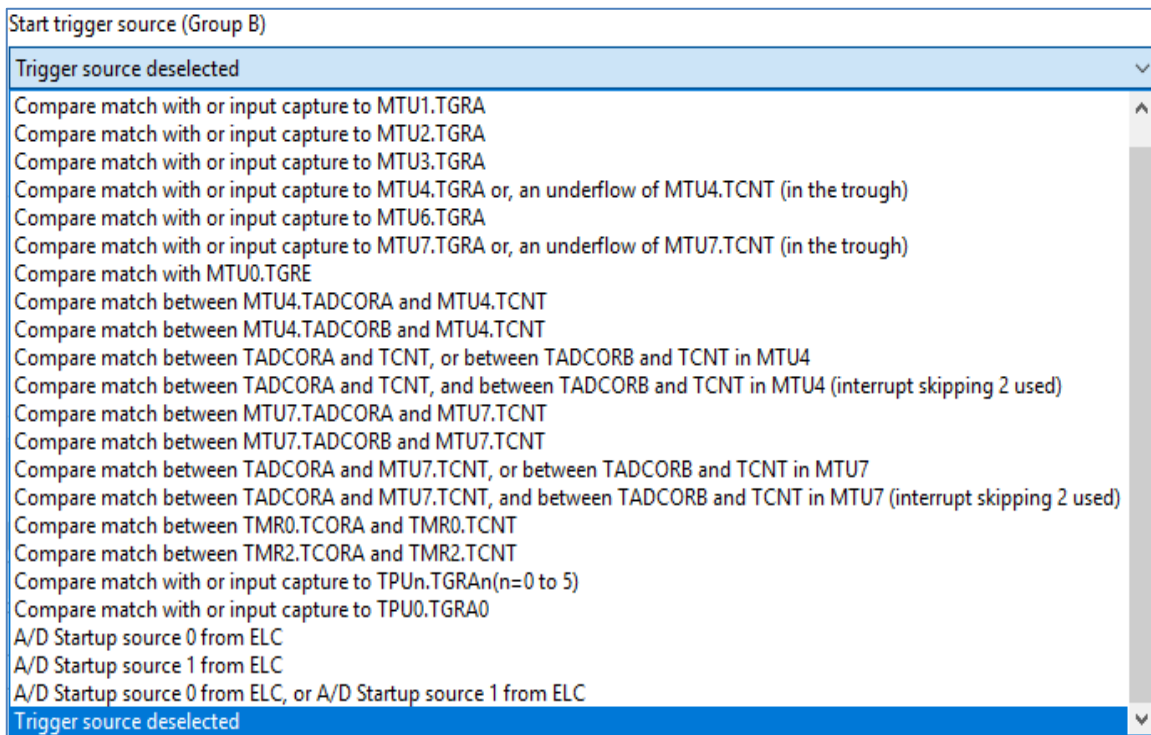 Start trigger source (Group B)
Trigger source deselected
Compare match with or input capture to MTU1.TGRA
Compare match with or input capture to MTU2.TGRA
Compare match with or input capture to MTU3.TGRA
Compare match with or input capture to MTU4.TGRA or, an underflow of MTU4.TCNT (in the trough)
Compare match with or input capture to MTU6.TGRA
Compare match with or input capture to MTU7.TGRA or, an underflow of MTU7.TCNT (in the trough)
Compare match with MTU0.TGRE
Compare match between MTU4.TADCORA and MTU4.TCNT
Compare match between MTU4.TADCORB and MTU4.TCNT
Compare match between TADCORA and TCNT, or between TADCORB and TCNT in MTU4
Compare match between TADCORA and TCNT, and between TADCORB and TCNT in MTU4 (interrupt skipping 2 used)
Compare match between MTU7.TADCORA and MTU7.TCNT
Compare match between MTU7.TADCORB and MTU7.TCNT
Compare match between TADCORA and MTU7.TCNT, or between TADCORB and TCNT in MTU7
Compare match between TADCORA and MTU7.TCNT, and between TADCORB and TCNT in MTU7 (interrupt skipping 2 used)
Compare match between TMR0.TCORA and TMR0.TCNT
Compare match between TMR2.TCORA and TMR2.TCNT
Compare match with or input capture to TPUn.TGRAn(n=0 to 5)
Compare match with or input capture to TPU0.TGRA0
A/D Startup source 0 from ELC
A/D Startup source 1 from ELC
A/D Startup source 0 from ELC, or A/D Startup source 1 from ELC
Trigger source deselected